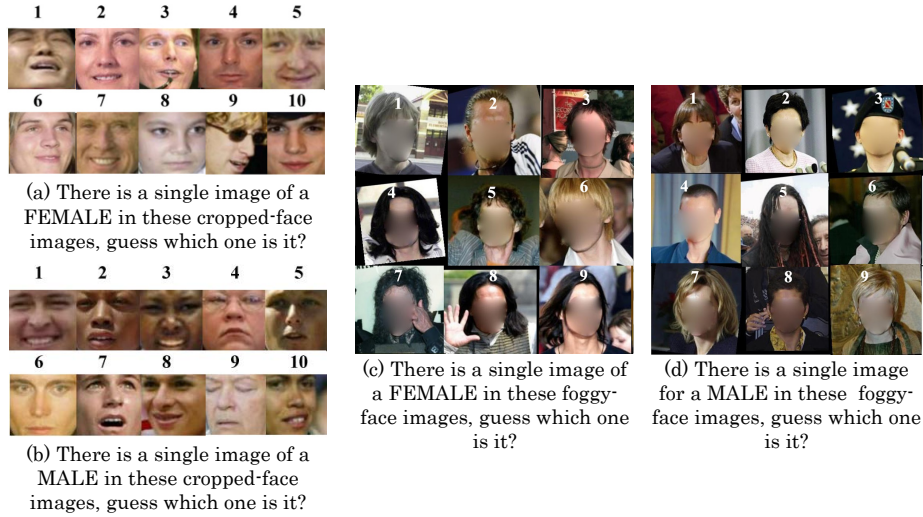 1 2 3 4 5
6 7 8 9 10
(a) There is a single image of a
FEMALE in these cropped-face
images, guess which one is it?
1 2 3 4 5
6 7 8 9 10
(b) There is a single image of a
MALE in these cropped-face
images, guess which one is it?
1 2 3
4 5 6
7 8 9
(c) There is a single image of
a FEMALE in these foggy-
face images, guess which one
is it?
1 2 3
4 5 6
7 8 9
(d) There is a single image
for a MALE in these foggy-
face images, guess which one
is it?